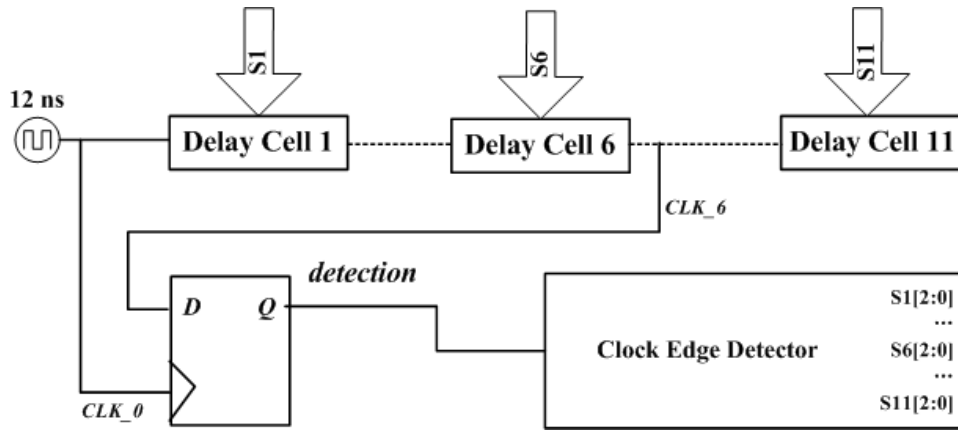 S1
S6
S11
12 ns
Delay Cell 1
Delay Cell 6
Delay Cell 11
CLK_6
detection
D
Q
S1[2:0]
...
Clock Edge Detector
S6[2:0]
...
S11[2:0]
CLK_0